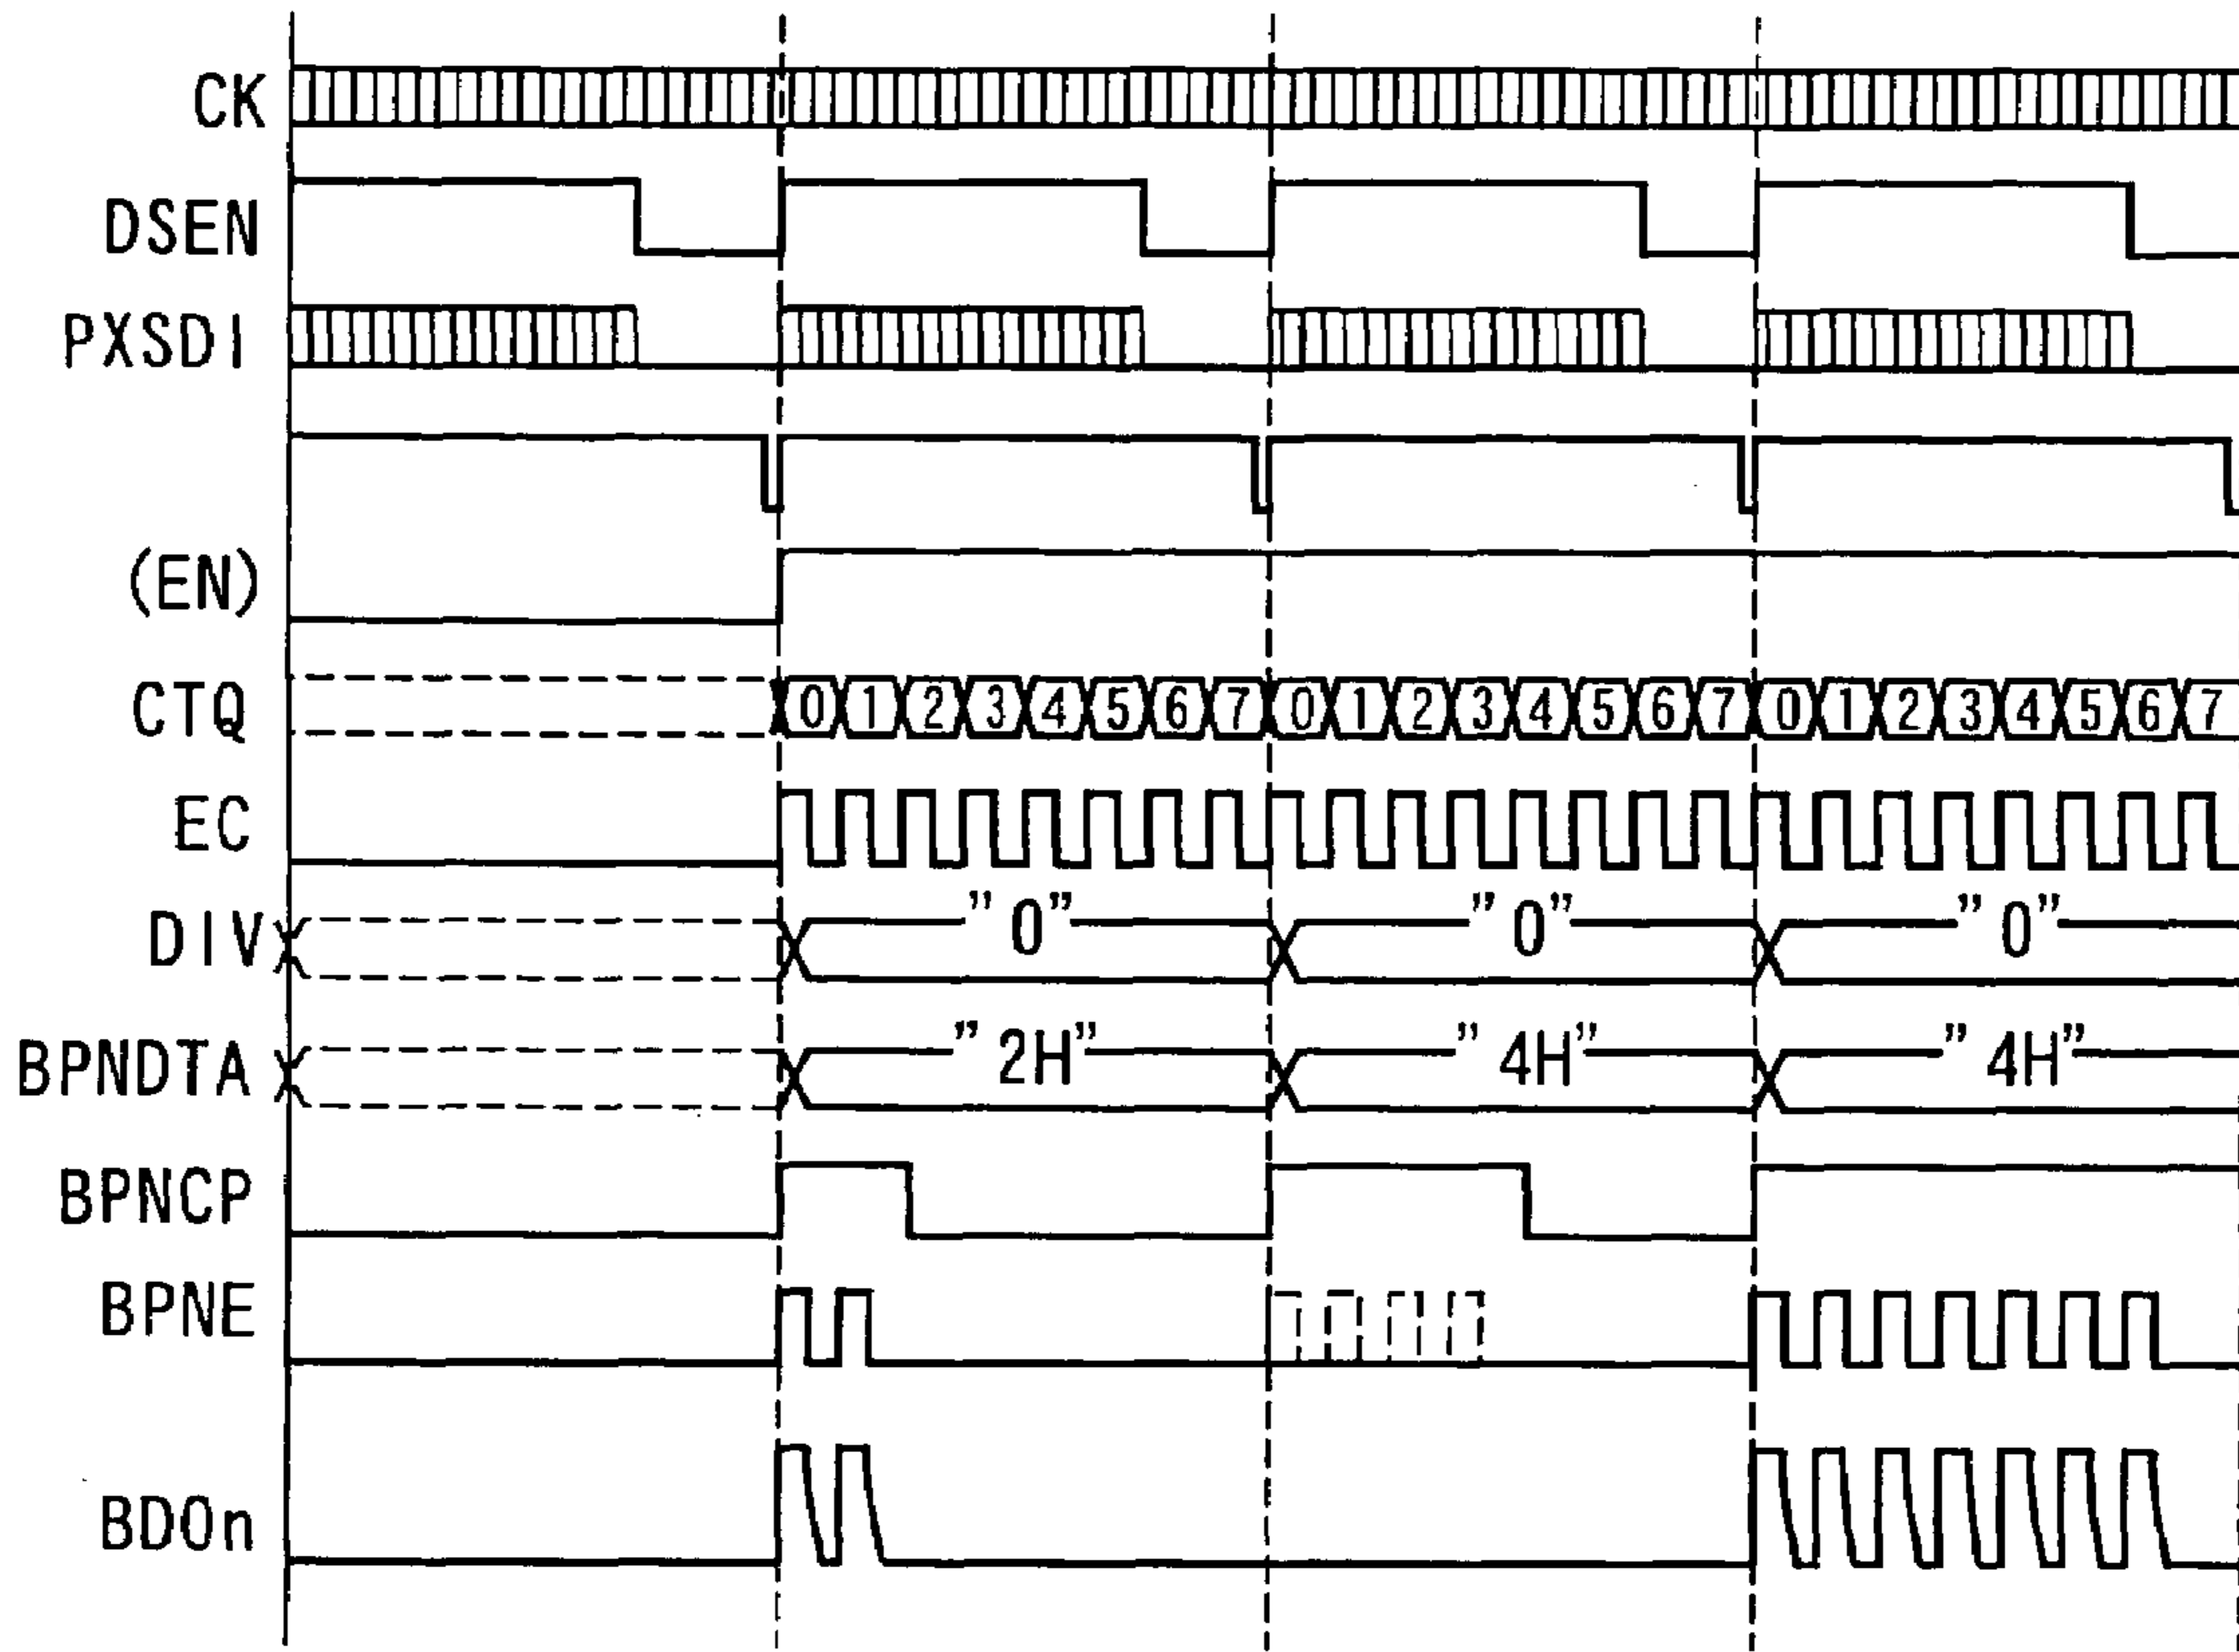 CK
DSEN
PXSDI
(EN)
CTQ 0 1 2 3 4 5 6 7 0 1 2 3 4 5 6 7 0 1 2 3 4 5 6 7
EC
DIV ” 0” ” 0” ” 0”
BPNDTA ” 2H” ” 4H” ” 4H”
BPNCP
BPNE
BDOn